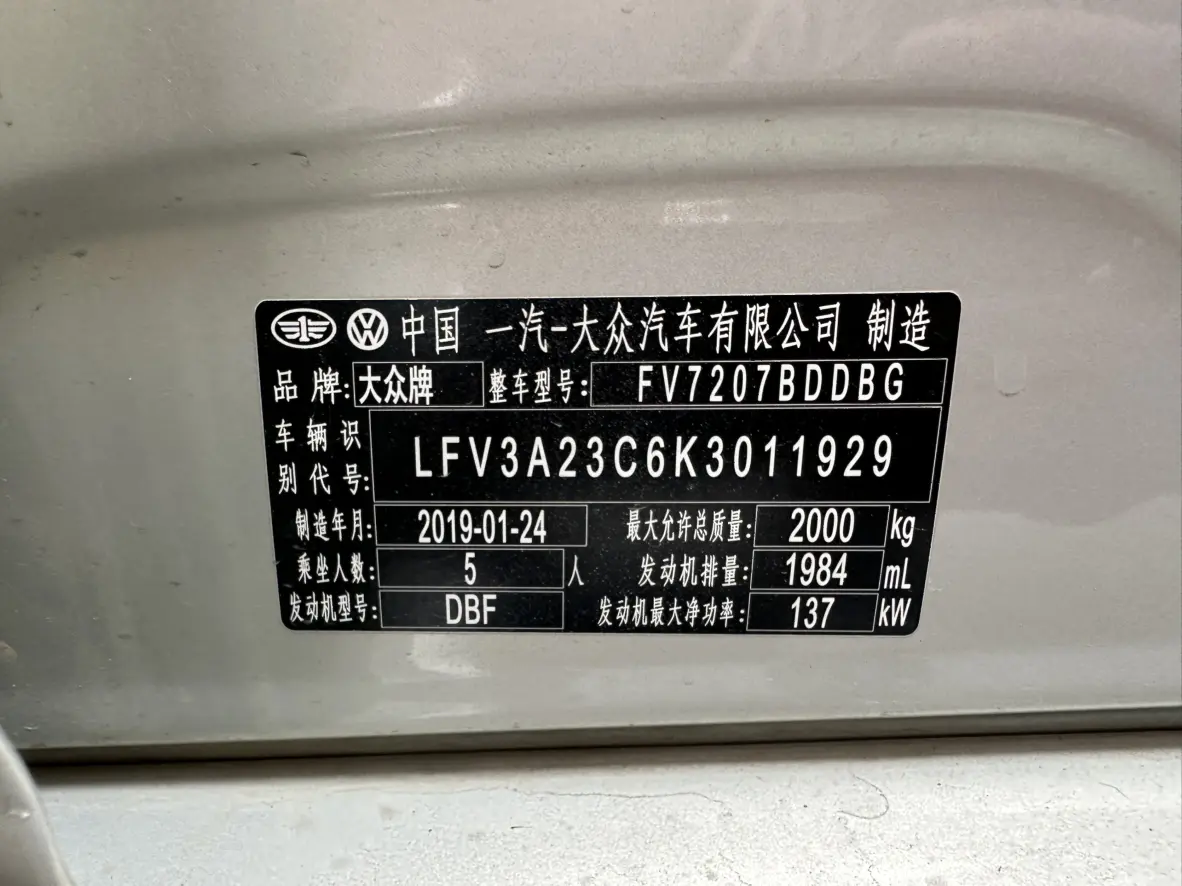 中国 一汽-大众汽车有限公司 制造
品牌: 大众牌 整车型号: FV7207BDDBG
车辆识别代号: LFV3A23C6K3011929
制造年月: 2019-01-24 最大允许总质量: 2000 kg
乘坐人数: 5 人 发动机排量: 1984 mL
发动机型号: DBF 发动机最大净功率: 137 kW